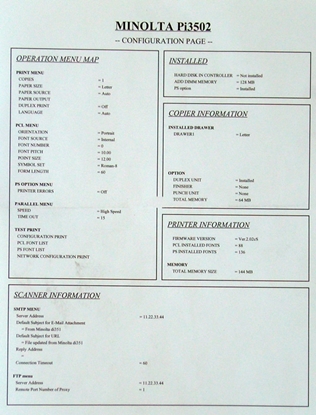 MINOLTA Pi3502
-- CONFIGURATION PAGE --
OPERATION MENU MAP
PRINT MENU
COPIES = 1
PAPER SIZE = Letter
PAPER SOURCE = Auto
PAPER OUTPUT
DUPLEX PRINT = Off
LANGUAGE = Auto
PCL MENU
ORIENTATION = Portrait
FONT SOURCE = Internal
FONT NUMBER = 0
FONT PITCH = 10.00
POINT SIZE = 12.00
SYMBOL SET = Roman-8
FORM LENGTH = 60
PS OPTION MENU
PRINTER ERRORS = Off
PARALLEL MENU
SPEED = High Speed
TIME OUT = 15
TEST PRINT
CONFIGURATION PRINT
PCL FONT LIST
PS FONT LIST
NETWORK CONFIGURATION PRINT
INSTALLED
HARD DISK IN CONTROLLER = Not installed
ADD DIMM MEMORY = 128 MB
PS option = Installed
COPIER INFORMATION
INSTALLED DRAWER
DRAWER1 = Letter
OPTION
DUPLEX UNIT = Installed
FINISHER = None
PUNCH UNIT = None
TOTAL MEMORY = 64 MB
PRINTER INFORMATION
FIRMWARE VERSION
PCL INSTALLED FONTS = 88
PS INSTALLED FONTS = 136
MEMORY
TOTAL MEMORY SIZE = 144 MB
SCANNER INFORMATION
SMTP MENU
Server Address = 11.22.33.44
Default Subject for E-Mail Attachment
= From Minolta di351
Default Subject for URL
= File updated from Minolta di351
Reply Address
=
Connection Timeout = 60
FTP menu
Server Address = 11.22.33.44
Remote Port Number of Proxy = 1